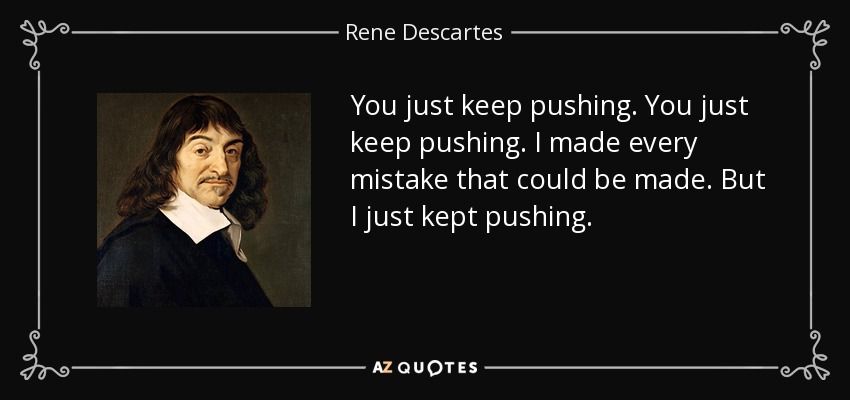 Rene Descartes
You just keep pushing. You just
keep pushing. I made every
mistake that could be made. But
I just kept pushing.
AZ QUOTES